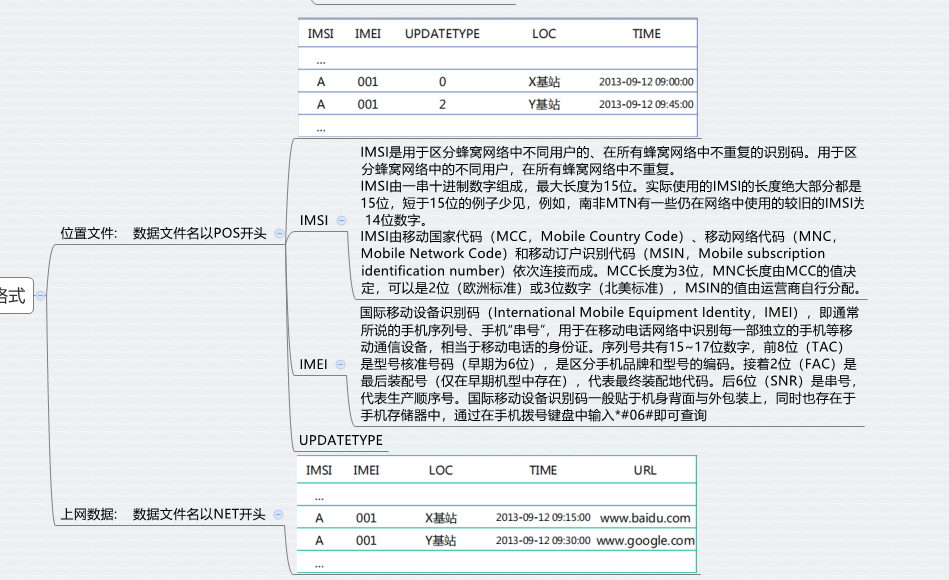 IMSI IMEI UPDATETYPE LOC TIME
...
A 001 0 X基站 2013-09-12 09:00:00
A 001 2 Y基站 2013-09-12 09:45:00
...
IMSI是用于区分蜂窝网络中不同用户的、在所有蜂窝网络中不重复的识别码。用于区
分蜂窝网络中的不同用户，在所有蜂窝网络中不重复。
IMSI由一串十进制数字组成，最大长度为15位。实际使用的IMSI的长度绝大部分都是
15位，短于15位的例子少见，例如，南非MTN有一些仍在网络中使用的较旧的IMSI为
14位数字。
IMSI由移动国家代码（MCC，Mobile Country Code）、移动网络代码（MNC，
Mobile Network Code）和移动订户识别代码（MSIN，Mobile subscription
identification number）依次连接而成。MCC长度为3位，MNC长度由MCC的值决
定，可以是2位（欧洲标准）或3位数字（北美标准），MSIN的值由运营商自行分配。
IMSI
位置文件: 数据文件名以POS开头
格式
国际移动设备识别码（International Mobile Equipment Identity，IMEI），即通常
所说的手机序列号、手机“串号”，用于在移动电话网络中识别每一部独立的手机等移
动通信设备，相当于移动电话的身份证。序列号共有15~17位数字，前8位（TAC）
是型号核准号码（早期为6位），是区分手机品牌和型号的编码。接着2位（FAC）是
最后装配号（仅在早期机型中存在），代表最终装配地代码。后6位（SNR）是串号，
代表生产顺序号。国际移动设备识别码一般贴于机身背面与外包装上，同时也存在于
手机存储器中，通过在手机拨号键盘中输入*#06#即可查询
IMEI
UPDATETYPE
IMSI IMEI LOC TIME URL
...
A 001 X基站 2013-09-12 09:15:00 www.baidu.com
A 001 Y基站 2013-09-12 09:30:00 www.google.com
...
上网数据: 数据文件名以NET开头